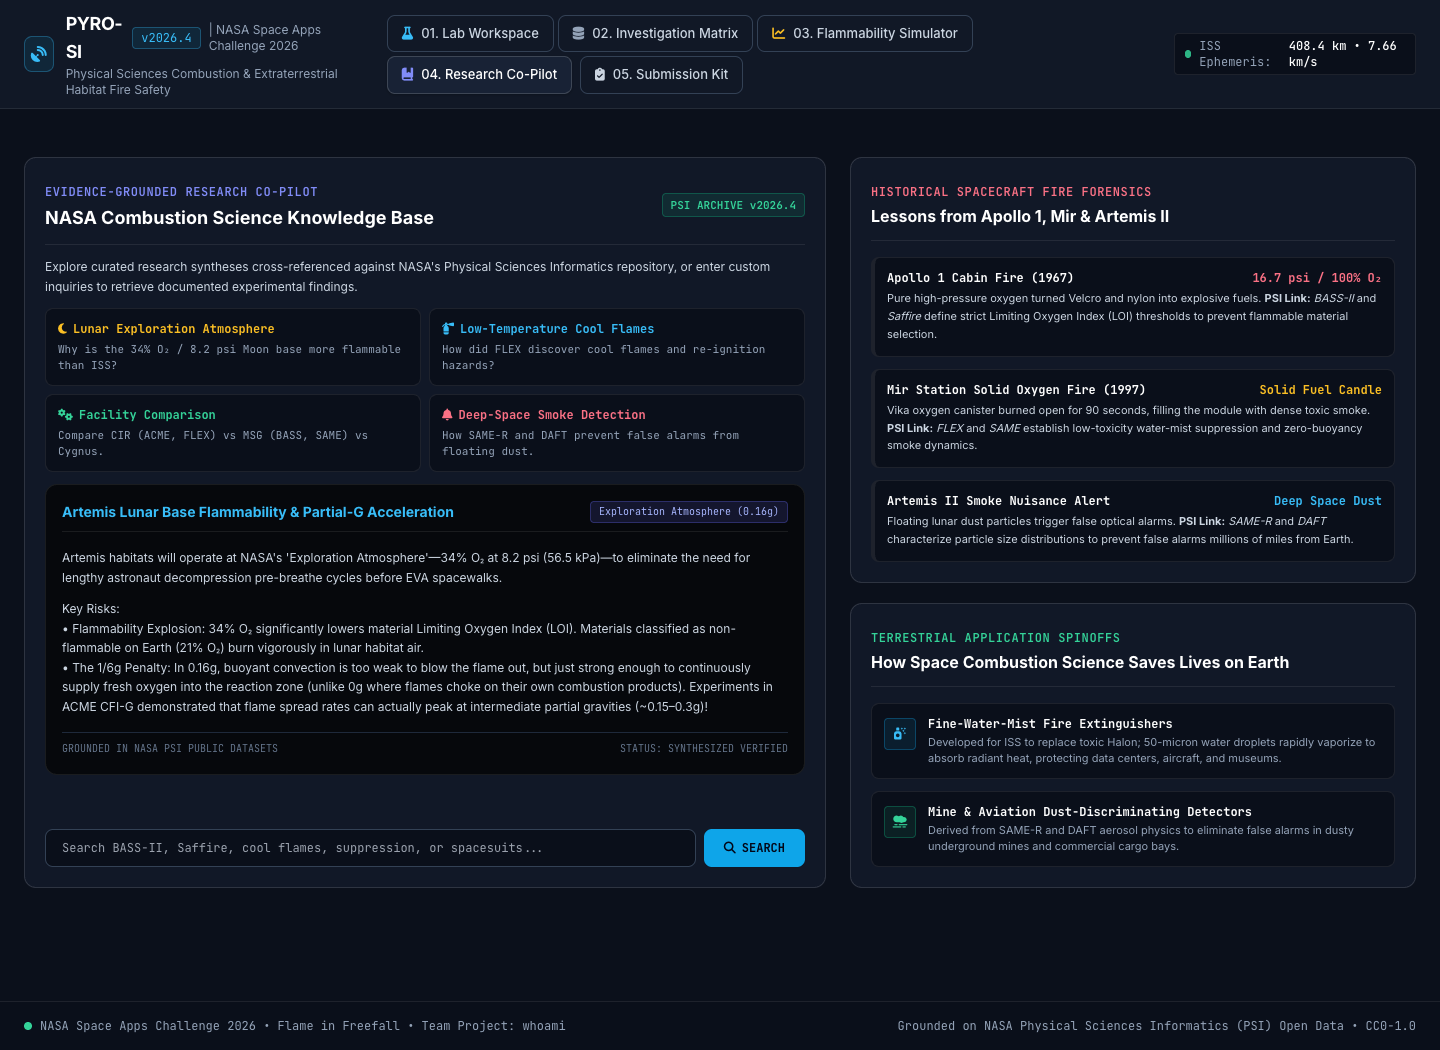 PYRO-
SI
v2026.4
| NASA Space Apps
Challenge 2026
Physical Sciences Combustion & Extraterrestrial
Habitat Fire Safety
01. Lab Workspace
02. Investigation Matrix
03. Flammability Simulator
04. Research Co-Pilot
05. Submission Kit
ISS
Ephemeris:
408.4 km • 7.66
km/s
EVIDENCE-GROUNDED RESEARCH CO-PILOT
NASA Combustion Science Knowledge Base
PSI ARCHIVE v2026.4
Explore curated research syntheses cross-referenced against NASA's Physical Sciences Informatics repository, or enter custom
inquiries to retrieve documented experimental findings.
Lunar Exploration Atmosphere
Why is the 34% O₂ / 8.2 psi Moon base more flammable
than ISS?
Low-Temperature Cool Flames
How did FLEX discover cool flames and re-ignition
hazards?
Facility Comparison
Compare CIR (ACME, FLEX) vs MSG (BASS, SAME) vs
Cygnus.
Deep-Space Smoke Detection
How SAME-R and DAFT prevent false alarms from
floating dust.
Artemis Lunar Base Flammability & Partial-G Acceleration
Exploration Atmosphere (0.16g)
Artemis habitats will operate at NASA's 'Exploration Atmosphere'—34% O₂ at 8.2 psi (56.5 kPa)—to eliminate the need for
lengthy astronaut decompression pre-breathe cycles before EVA spacewalks.
Key Risks:
• Flammability Explosion: 34% O₂ significantly lowers material Limiting Oxygen Index (LOI). Materials classified as non-
flammable on Earth (21% O₂) burn vigorously in lunar habitat air.
• The 1/6g Penalty: In 0.16g, buoyant convection is too weak to blow the flame out, but just strong enough to continuously
supply fresh oxygen into the reaction zone (unlike 0g where flames choke on their own combustion products). Experiments in
ACME CFI-G demonstrated that flame spread rates can actually peak at intermediate partial gravities (~0.15–0.3g)!
GROUNDED IN NASA PSI PUBLIC DATASETS
STATUS: SYNTHESIZED VERIFIED
Search BASS-II, Saffire, cool flames, suppression, or spacesuits...
SEARCH
HISTORICAL SPACECRAFT FIRE FORENSICS
Lessons from Apollo 1, Mir & Artemis II
Apollo 1 Cabin Fire (1967)
16.7 psi / 100% O₂
Pure high-pressure oxygen turned Velcro and nylon into explosive fuels. PSI Link: BASS-II and
Saffire define strict Limiting Oxygen Index (LOI) thresholds to prevent flammable material
selection.
Mir Station Solid Oxygen Fire (1997)
Solid Fuel Candle
Vika oxygen canister burned open for 90 seconds, filling the module with dense toxic smoke.
PSI Link: FLEX and SAME establish low-toxicity water-mist suppression and zero-buoyancy
smoke dynamics.
Artemis II Smoke Nuisance Alert
Deep Space Dust
Floating lunar dust particles trigger false optical alarms. PSI Link: SAME-R and DAFT
characterize particle size distributions to prevent false alarms millions of miles from Earth.
TERRESTRIAL APPLICATION SPINOFFS
How Space Combustion Science Saves Lives on Earth
Fine-Water-Mist Fire Extinguishers
Developed for ISS to replace toxic Halon; 50-micron water droplets rapidly vaporize to
absorb radiant heat, protecting data centers, aircraft, and museums.
Mine & Aviation Dust-Discriminating Detectors
Derived from SAME-R and DAFT aerosol physics to eliminate false alarms in dusty
underground mines and commercial cargo bays.
NASA Space Apps Challenge 2026 • Flame in Freefall • Team Project: whoami
Grounded on NASA Physical Sciences Informatics (PSI) Open Data • CC0-1.0